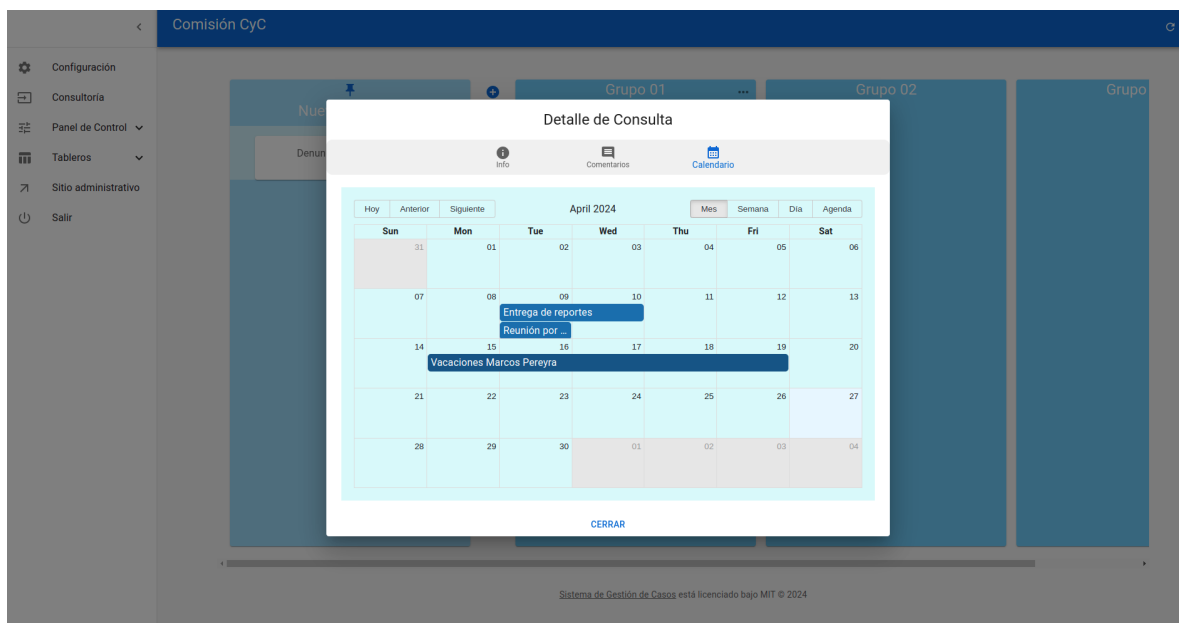 Comisión CyC
Configuración
Consultoría
Panel de Control
Tableros
Sitio administrativo
Salir
Grupo 01
Grupo 02
Grupo
Nue
Denun
Detalle de Consulta
Info
Comentarios
Calendario
Hoy Anterior Siguiente April 2024 Mes Semana Día Agenda
Sun Mon Tue Wed Thu Fri Sat
31 01 02 03 04 05 06
07 08 09 10 11 12 13
Entrega de reportes
Reunión por ...
14 15 16 17 18 19 20
Vacaciones Marcos Pereyra
21 22 23 24 25 26 27
28 29 30 01 02 03 04
CERRAR
Sistema de Gestión de Casos está licenciado bajo MIT © 2024